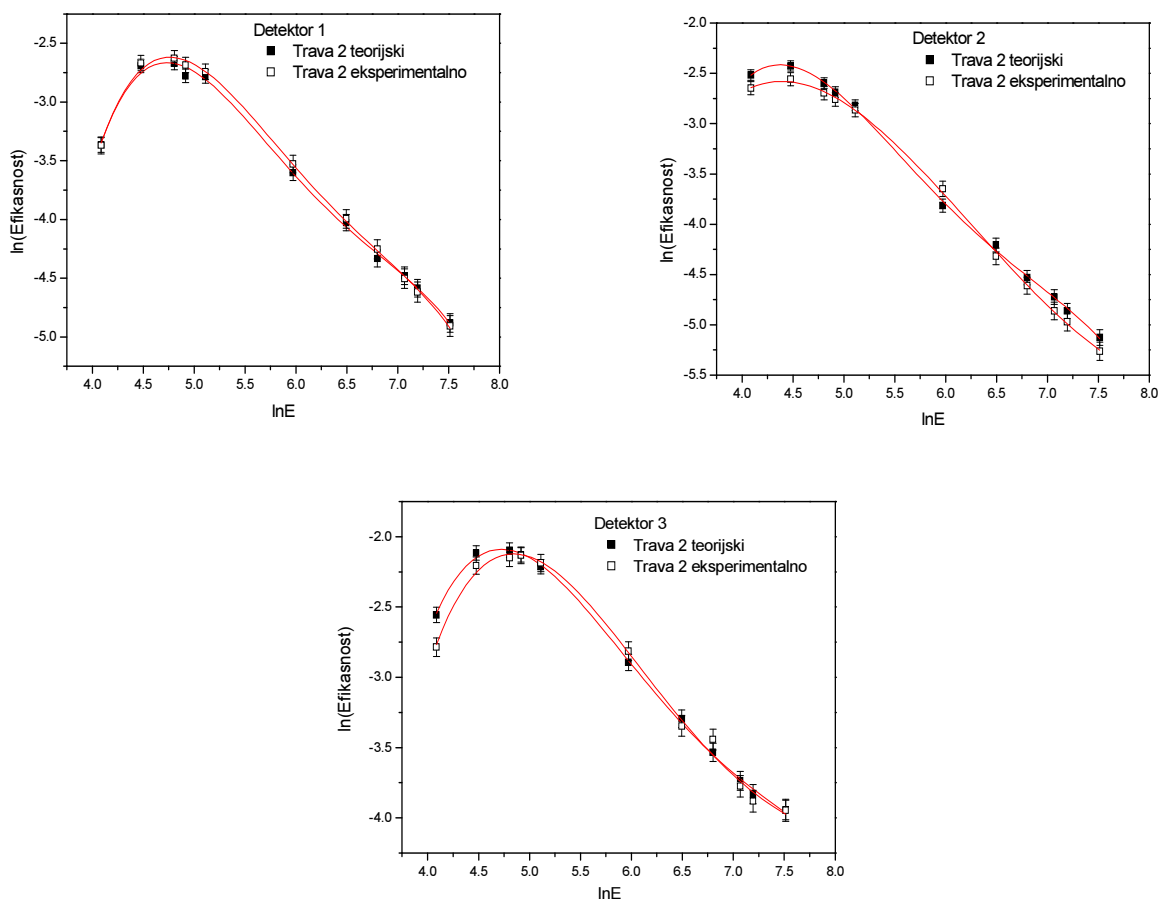 Detektor 1
Trava 2 teorijski
Trava 2 eksperimentalno
ln(Efikasnost)
-2.5
-3.0
-3.5
-4.0
-4.5
-5.0
4.0 4.5 5.0 5.5 6.0 6.5 7.0 7.5 8.0
lnE
Detektor 2
Trava 2 teorijski
Trava 2 eksperimentalno
ln(Efikasnost)
-2.0
-2.5
-3.0
-3.5
-4.0
-4.5
-5.0
-5.5
4.0 4.5 5.0 5.5 6.0 6.5 7.0 7.5 8.0
lnE
Detektor 3
Trava 2 teorijski
Trava 2 eksperimentalno
ln(Efikasnost)
-2.0
-2.5
-3.0
-3.5
-4.0
4.0 4.5 5.0 5.5 6.0 6.5 7.0 7.5 8.0
lnE